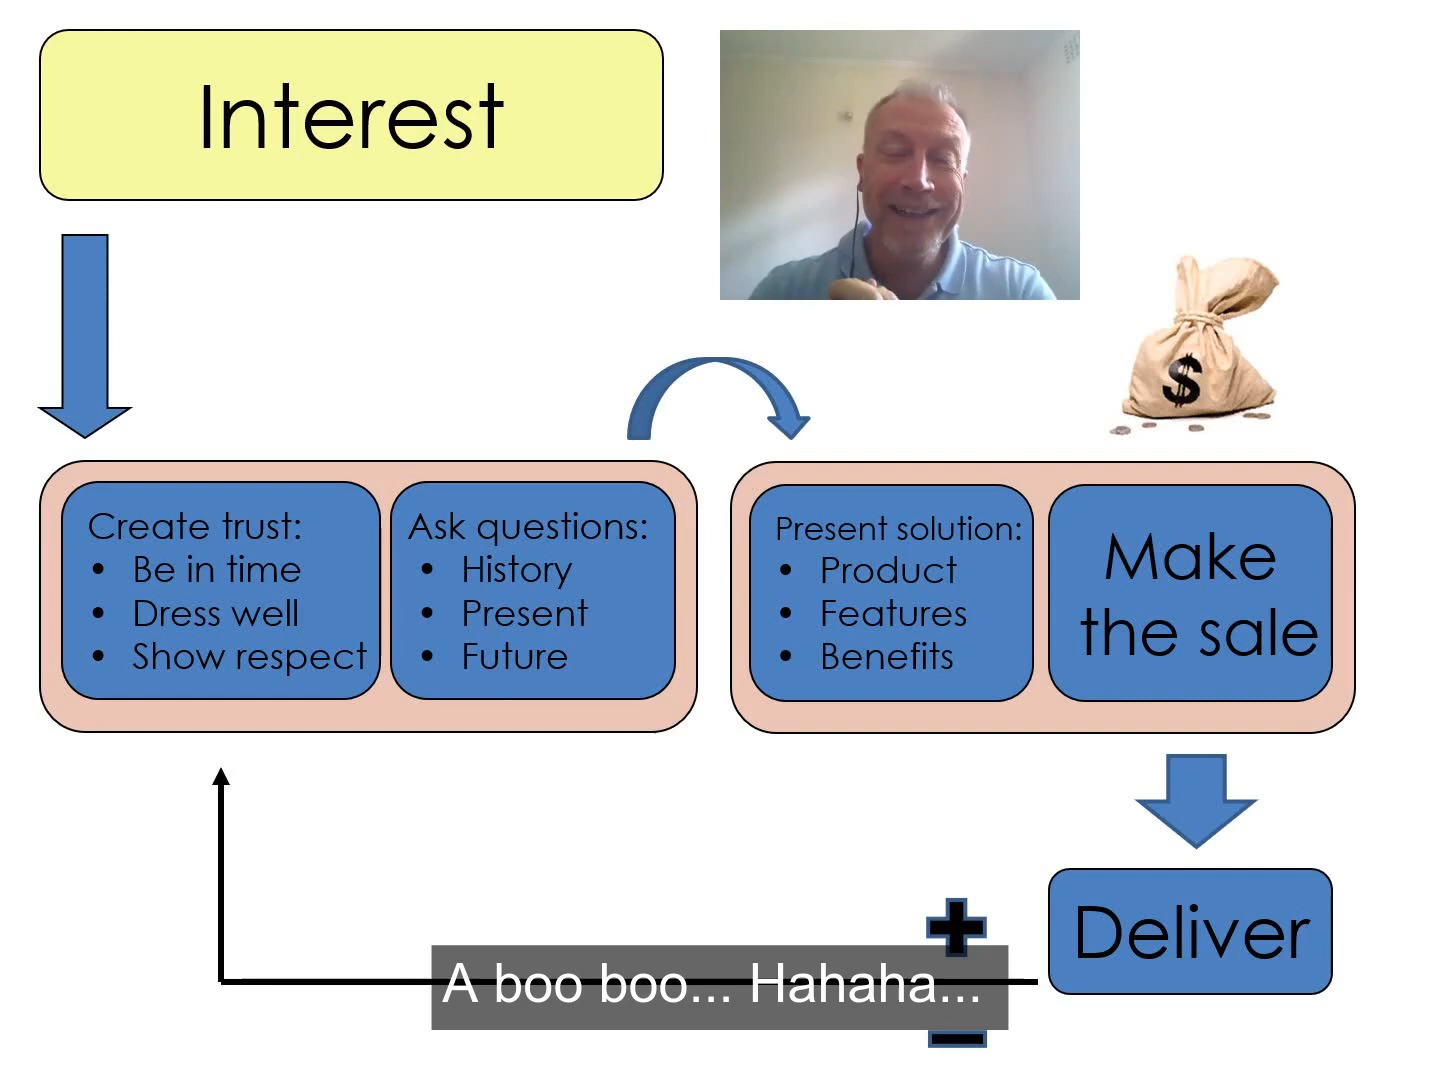 Interest
Create trust:
• Be in time
• Dress well
• Show respect
Ask questions:
• History
• Present
• Future
Present solution:
• Product
• Features
• Benefits
$
Make
the sale
Deliver
A boo boo... Hahaha...